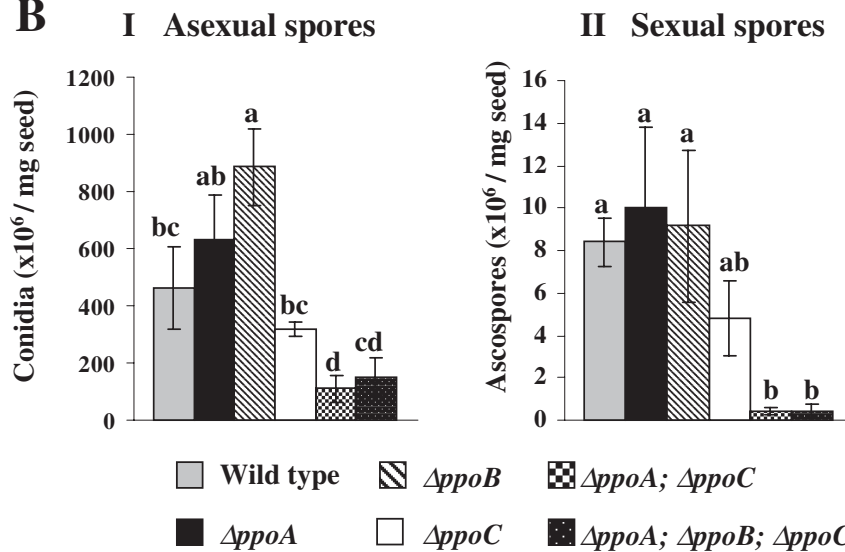 B
I Asexual spores
II Sexual spores
Conidia (x10⁶ / mg seed)
1200
1000
800
600
400
200
0
bc
ab
a
bc
d
cd
Ascospores (x10⁶ / mg seed)
16
14
12
10
8
6
4
2
0
a
a
a
ab
b
b
Wild type
ΔppoB
ΔppoA; ΔppoC
ΔppoA
ΔppoC
ΔppoA; ΔppoB; ΔppoC